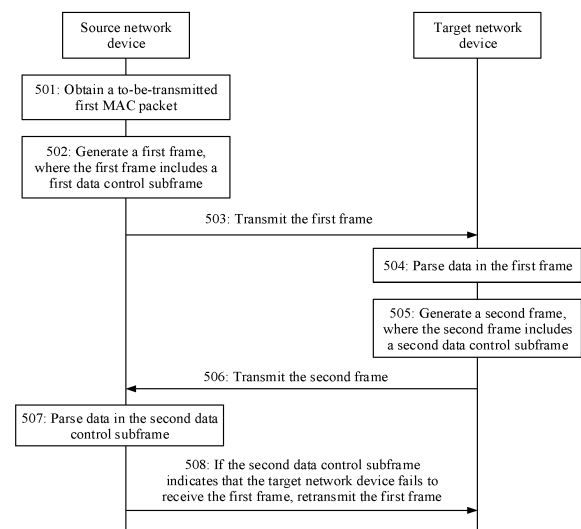 Source network
device
Target network
device
501: Obtain a to-be-transmitted
first MAC packet
502: Generate a first frame,
where the first frame includes a
first data control subframe
503: Transmit the first frame
504: Parse data in the first frame
505: Generate a second frame,
where the second frame includes
a second data control subframe
506: Transmit the second frame
507: Parse data in the second data
control subframe
508: If the second data control subframe
indicates that the target network device fails to
receive the first frame, retransmit the first frame